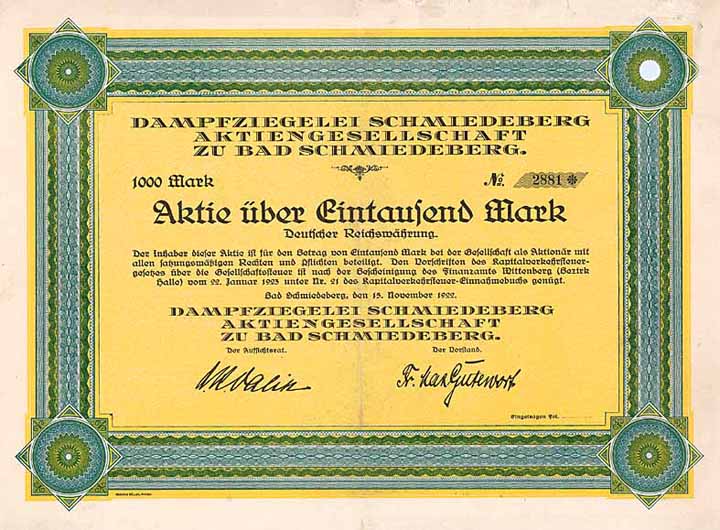 DAMPFZIEGELEI SCHMIEDEBERG
AKTIENGESELLSCHAFT
ZU BAD SCHMIEDEBERG.
1000 Mark
No. 2881 ✻
Aktie über Eintausend Mark
Deutscher Reichswährung.
Der Inhaber dieser Aktie ist für den Betrag von Eintausend Mark bei der Gesellschaft als Aktionär mit
allen satzungsmäßigen Rechten und Pflichten beteiligt. Den Vorschriften des Kapitalverkehrsteuer-
gesetzes über die Gesellschaftsteuer ist nach der Bescheinigung des Finanzamts Wittenberg (Bezirk
Halle) vom 22. Januar 1923 unter Nr. 21 des Kapitalverkehrsteuer-Einnahmebuchs genügt.
Bad Schmiedeberg, den 15. November 1922.
DAMPFZIEGELEI SCHMIEDEBERG
AKTIENGESELLSCHAFT
ZU BAD SCHMIEDEBERG.
Der Aufsichtsrat.
Der Vorstand.
Eingetragen Fol.